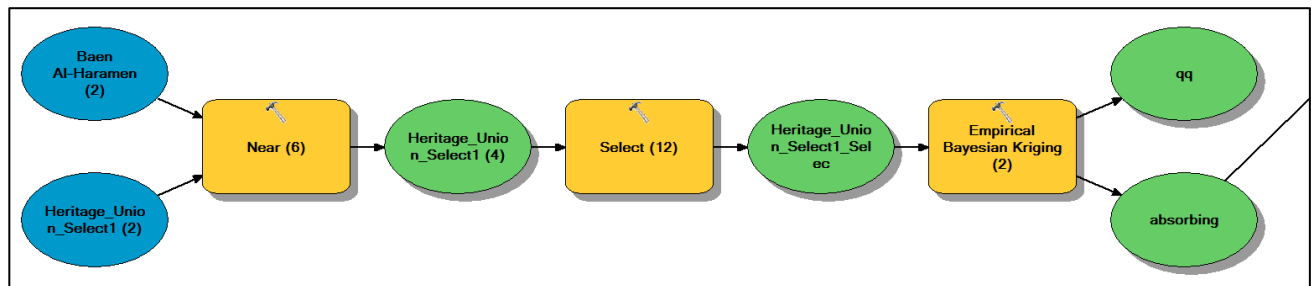 Baen
Al-Haramen
(2)
Near (6)
Heritage_Unio
n_Select1 (4)
Select (12)
Heritage_Unio
n_Select1_Sel
ec
Empirical
Bayesian Kriging
(2)
qq
Heritage_Unio
n_Select1 (2)
absorbing